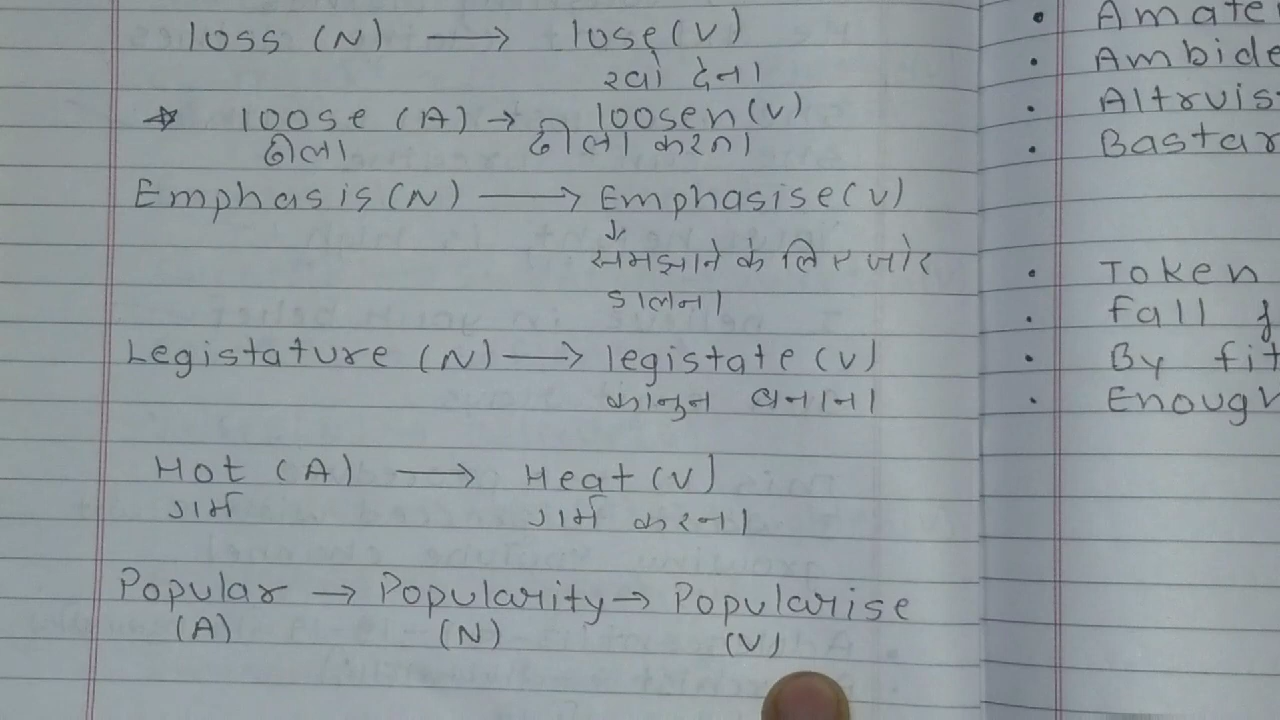 loss (N) → lose (V)
खो देना
☆ loose (A) → loosen (V)
ढीला ढीला करना
Emphasis (N) → Emphasise (V)
↓
समझाने के लिए जोर
डालना
Legistature (N) → legistate (V)
कानून बनाना
Hot (A) → Heat (V)
गर्म गर्म करना
Popular → Popularity → Popularise
(A) (N) (V)
• Amate
• Ambide
• Altruis
• Bastar
• Token
• fall f
• By fit
• Enough